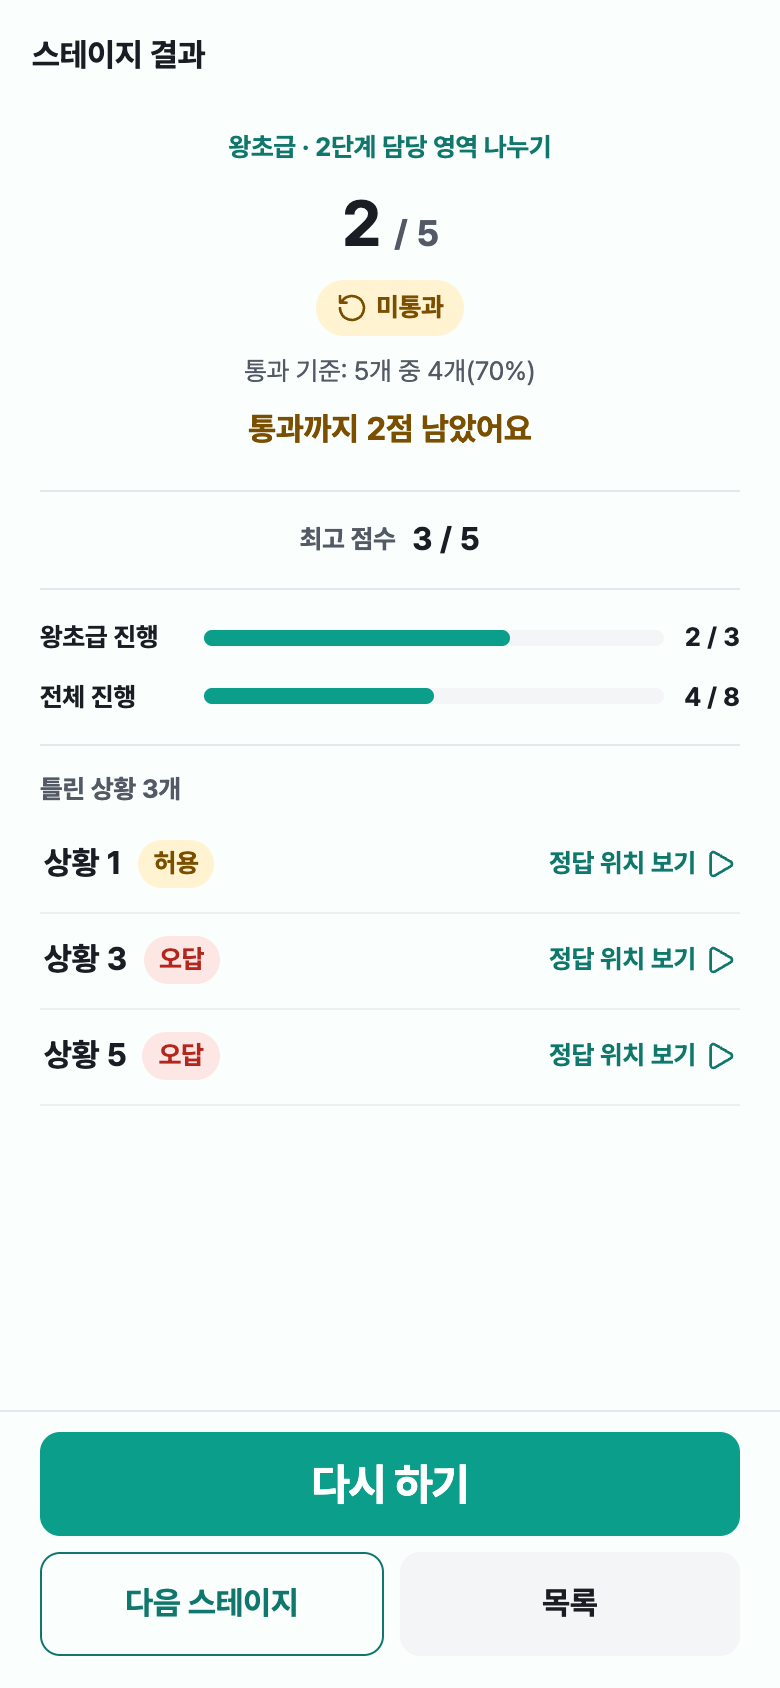 스테이지 결과
왕초급 · 2단계 담당 영역 나누기
2 / 5
미통과
통과 기준: 5개 중 4개(70%)
통과까지 2점 남았어요
최고 점수 3 / 5
왕초급 진행 2 / 3
전체 진행 4 / 8
틀린 상황 3개
상황 1 허용 정답 위치 보기
상황 3 오답 정답 위치 보기
상황 5 오답 정답 위치 보기
다시 하기
다음 스테이지 목록